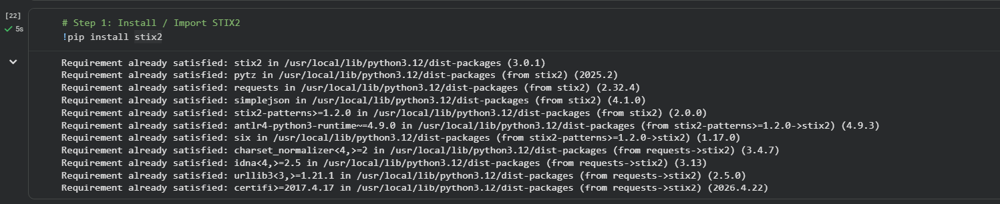 [22]
5s
# Step 1: Install / Import STIX2
!pip install stix2
Requirement already satisfied: stix2 in /usr/local/lib/python3.12/dist-packages (3.0.1)
Requirement already satisfied: pytz in /usr/local/lib/python3.12/dist-packages (from stix2) (2025.2)
Requirement already satisfied: requests in /usr/local/lib/python3.12/dist-packages (from stix2) (2.32.4)
Requirement already satisfied: simplejson in /usr/local/lib/python3.12/dist-packages (from stix2) (4.1.0)
Requirement already satisfied: stix2-patterns>=1.2.0 in /usr/local/lib/python3.12/dist-packages (from stix2) (2.0.0)
Requirement already satisfied: antlr4-python3-runtime~=4.9.0 in /usr/local/lib/python3.12/dist-packages (from stix2-patterns>=1.2.0->stix2) (4.9.3)
Requirement already satisfied: six in /usr/local/lib/python3.12/dist-packages (from stix2-patterns>=1.2.0->stix2) (1.17.0)
Requirement already satisfied: charset_normalizer<4,>=2 in /usr/local/lib/python3.12/dist-packages (from requests->stix2) (3.4.7)
Requirement already satisfied: idna<4,>=2.5 in /usr/local/lib/python3.12/dist-packages (from requests->stix2) (3.13)
Requirement already satisfied: urllib3<3,>=1.21.1 in /usr/local/lib/python3.12/dist-packages (from requests->stix2) (2.5.0)
Requirement already satisfied: certifi>=2017.4.17 in /usr/local/lib/python3.12/dist-packages (from requests->stix2) (2026.4.22)